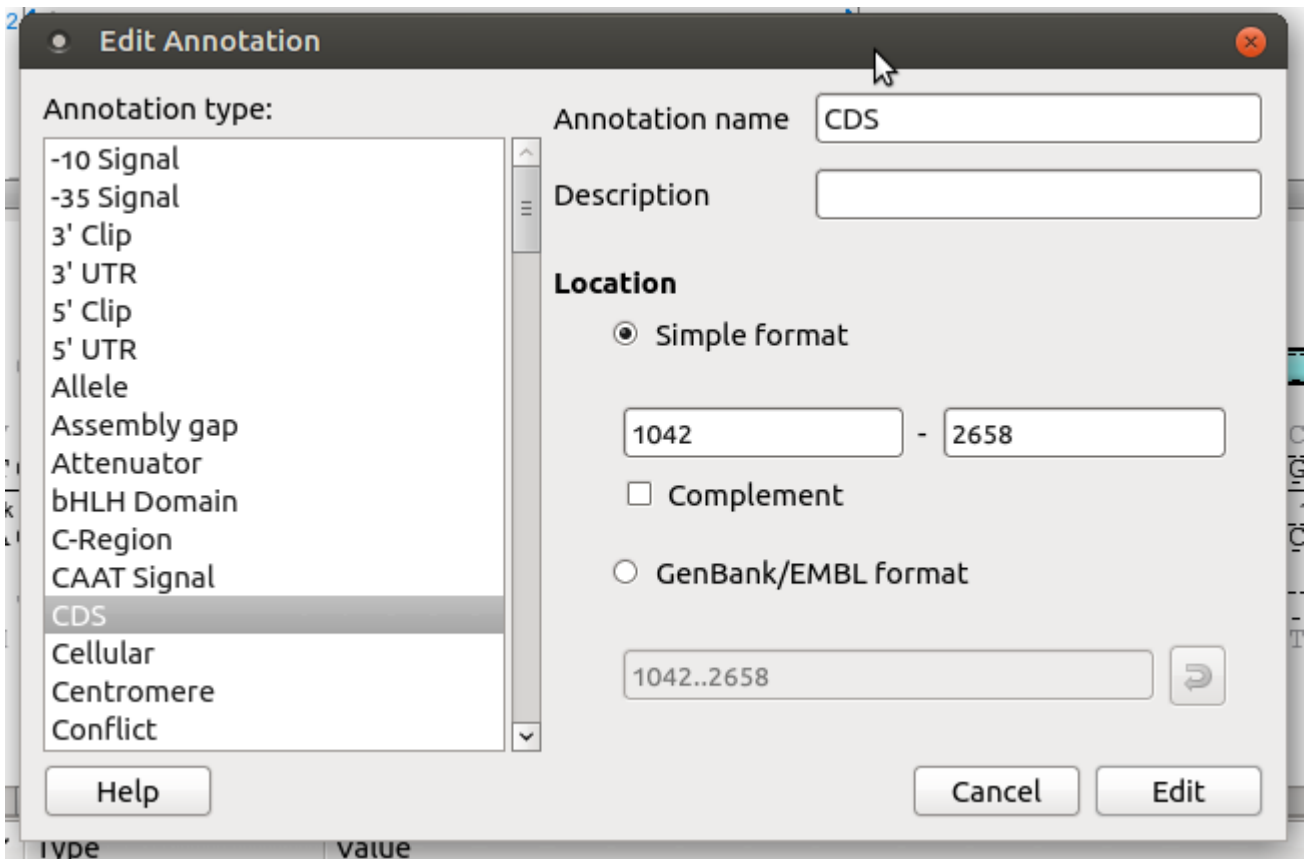 2
Edit Annotation
Annotation type:
-10 Signal
-35 Signal
3' Clip
3' UTR
5' Clip
5' UTR
Allele
Assembly gap
Attenuator
bHLH Domain
C-Region
CAAT Signal
CDS
Cellular
Centromere
Conflict
Annotation name CDS
Description
Location
Simple format
1042 - 2658
Complement
GenBank/EMBL format
1042..2658
Help
Cancel Edit
Type Value